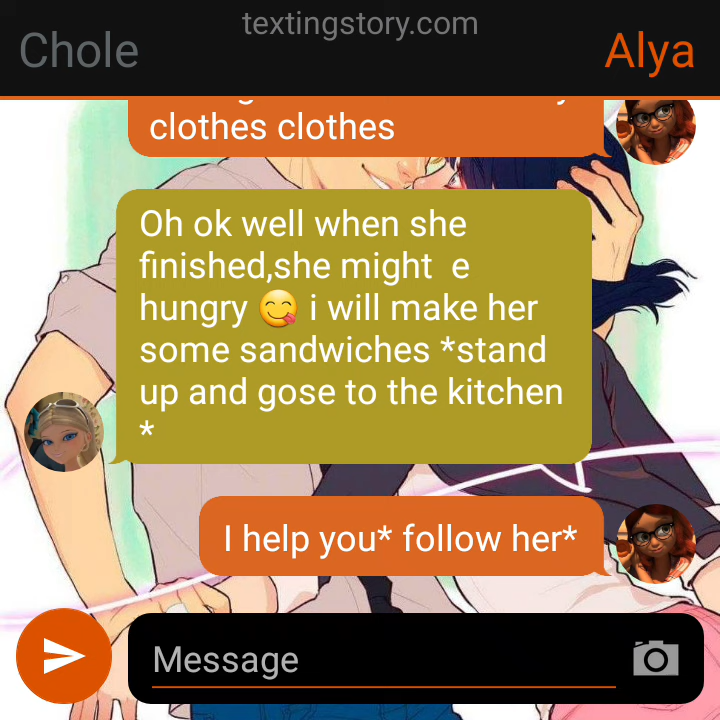 textingstory.com
Chole
Alya
clothes clothes
Oh ok well when she
finished,she might  e
hungry 😋 i will make her
some sandwiches *stand
up and gose to the kitchen
*
I help you* follow her*
Message